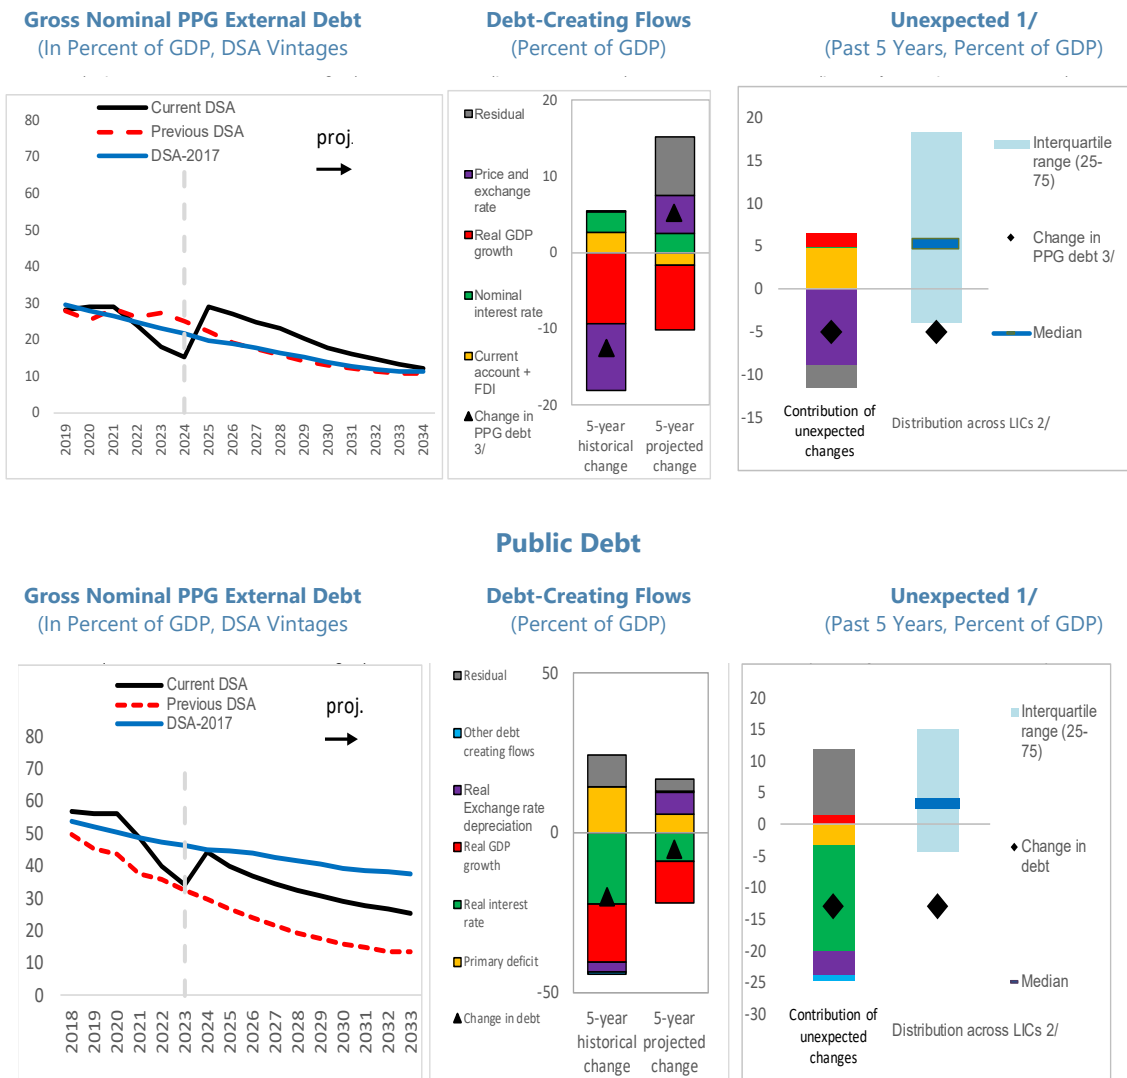 Gross Nominal PPG External Debt
(In Percent of GDP, DSA Vintages
Debt-Creating Flows
(Percent of GDP)
Unexpected 1/
(Past 5 Years, Percent of GDP)
Current DSA
Previous DSA
DSA-2017
proj.
80
70
60
50
40
30
20
10
0
2019
2020
2021
2022
2023
2024
2025
2026
2027
2028
2029
2030
2031
2032
2033
2034
Residual
Price and
exchange
rate
Real GDP
growth
Nominal
interest rate
Current
account +
FDI
Change in
PPG debt
3/
20
10
0
-10
-20
5-year
historical
change
5-year
projected
change
20
15
10
5
0
-5
-10
-15
Contribution of
unexpected
changes
Distribution across LICs 2/
Interquartile
range (25-
75)
Change in
PPG debt 3/
Median
Public Debt
Gross Nominal PPG External Debt
(In Percent of GDP, DSA Vintages
Debt-Creating Flows
(Percent of GDP)
Unexpected 1/
(Past 5 Years, Percent of GDP)
Current DSA
Previous DSA
DSA-2017
proj.
80
70
60
50
40
30
20
10
0
2018
2019
2020
2021
2022
2023
2024
2025
2026
2027
2028
2029
2030
2031
2032
2033
Residual
Other debt
creating flows
Real
Exchange rate
depreciation
Real GDP
growth
Real interest
rate
Primary deficit
Change in debt
50
0
-50
5-year
historical
change
5-year
projected
change
20
15
10
5
0
-5
-10
-15
-20
-25
-30
Contribution of
unexpected
changes
Distribution across LICs 2/
Interquartile
range (25-
75)
Change in
debt
Median